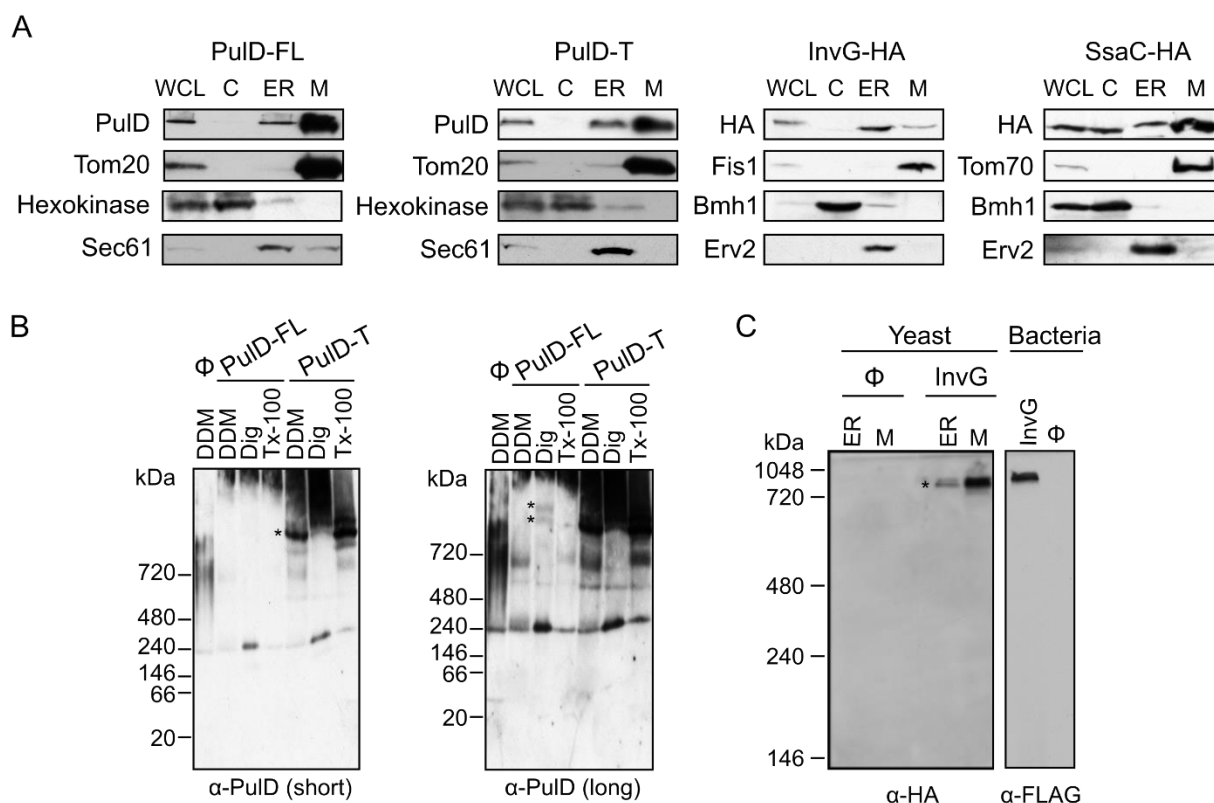 A
PulD-FL
WCL C ER M
PulD
Tom20
Hexokinase
Sec61
PulD-T
WCL C ER M
PulD
Tom20
Hexokinase
Sec61
InvG-HA
WCL C ER M
HA
Fis1
Bmh1
Erv2
SsaC-HA
WCL C ER M
HA
Tom70
Bmh1
Erv2
B
Φ PulD-FL PulD-T
DDM DDM Dig Tx-100 DDM Dig Tx-100
kDa
*
720
480
240
146
66
20
α-PulD (short)
Φ PulD-FL PulD-T
DDM DDM Dig Tx-100 DDM Dig Tx-100
kDa
*
*
720
480
240
146
66
20
α-PulD (long)
C
Yeast Bacteria
Φ InvG
ER M ER M InvG Φ
kDa
1048
*
720
480
240
146
α-HA α-FLAG